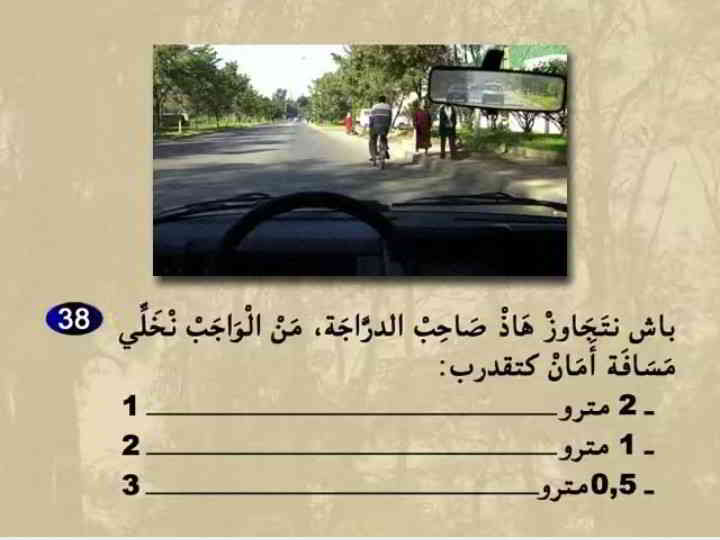 38 باش نتَجَاوزْ هَاذْ صَاحِبْ الدرَّاجَة، مَنْ الْوَاجَبْ نْخَلِّي
مَسَافَة أَمَانْ كتقدرب:
ـ 2 مترو 1
ـ 1 مترو 2
ـ 0,5مترو 3